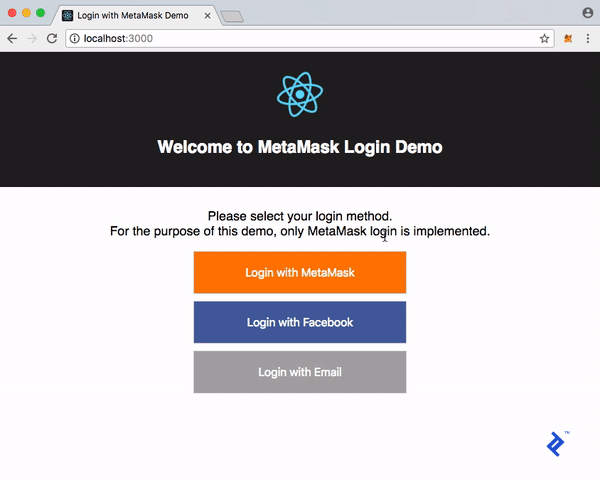 Login with MetaMask Demo
localhost:3000
Welcome to MetaMask Login Demo
Please select your login method.
For the purpose of this demo, only MetaMask login is implemented.
Login with MetaMask
Login with Facebook
Login with Email
TM